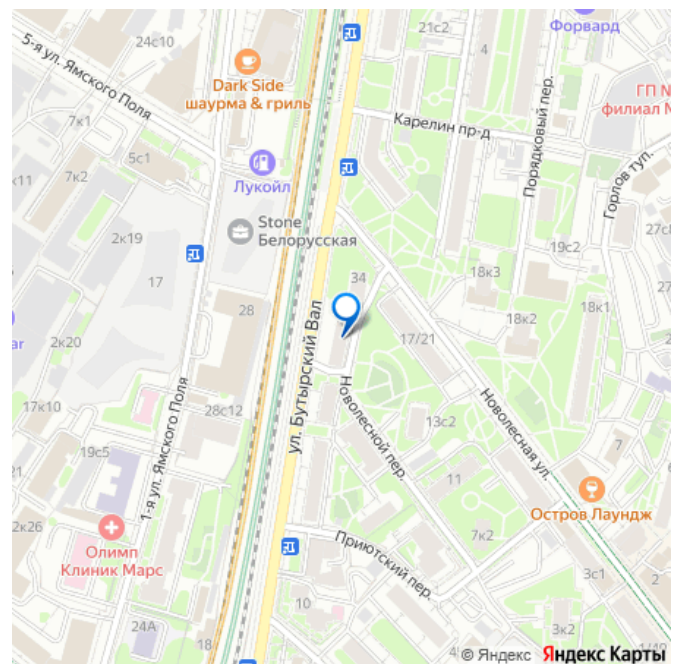 24с10
5-я ул. Ямского Поля
Dark Side
шаурма & гриль
21с2
4
Форвард
7к1
5с1
Лукойл
Карелин пр-д
Порядковый пер.
филиал
Горлов туп.
к11
7к2
Stone
Белорусская
2к19
17
19с2
27с8
34
18к3
18к1
28
ул. Бутырский Вал
17/21
18к2
ar
2к20
1-я ул. Ямского Поля
Новолесной пер.
Новолесная ул.
17к10
28с12
13с2
19с5
11
7
Остров Лаундж
2к26
Олимп
Клиник Марс
Приютский пер.
7к2
3с1
2
24А
18
10
3к2
© Яндекс Яндекс Карты